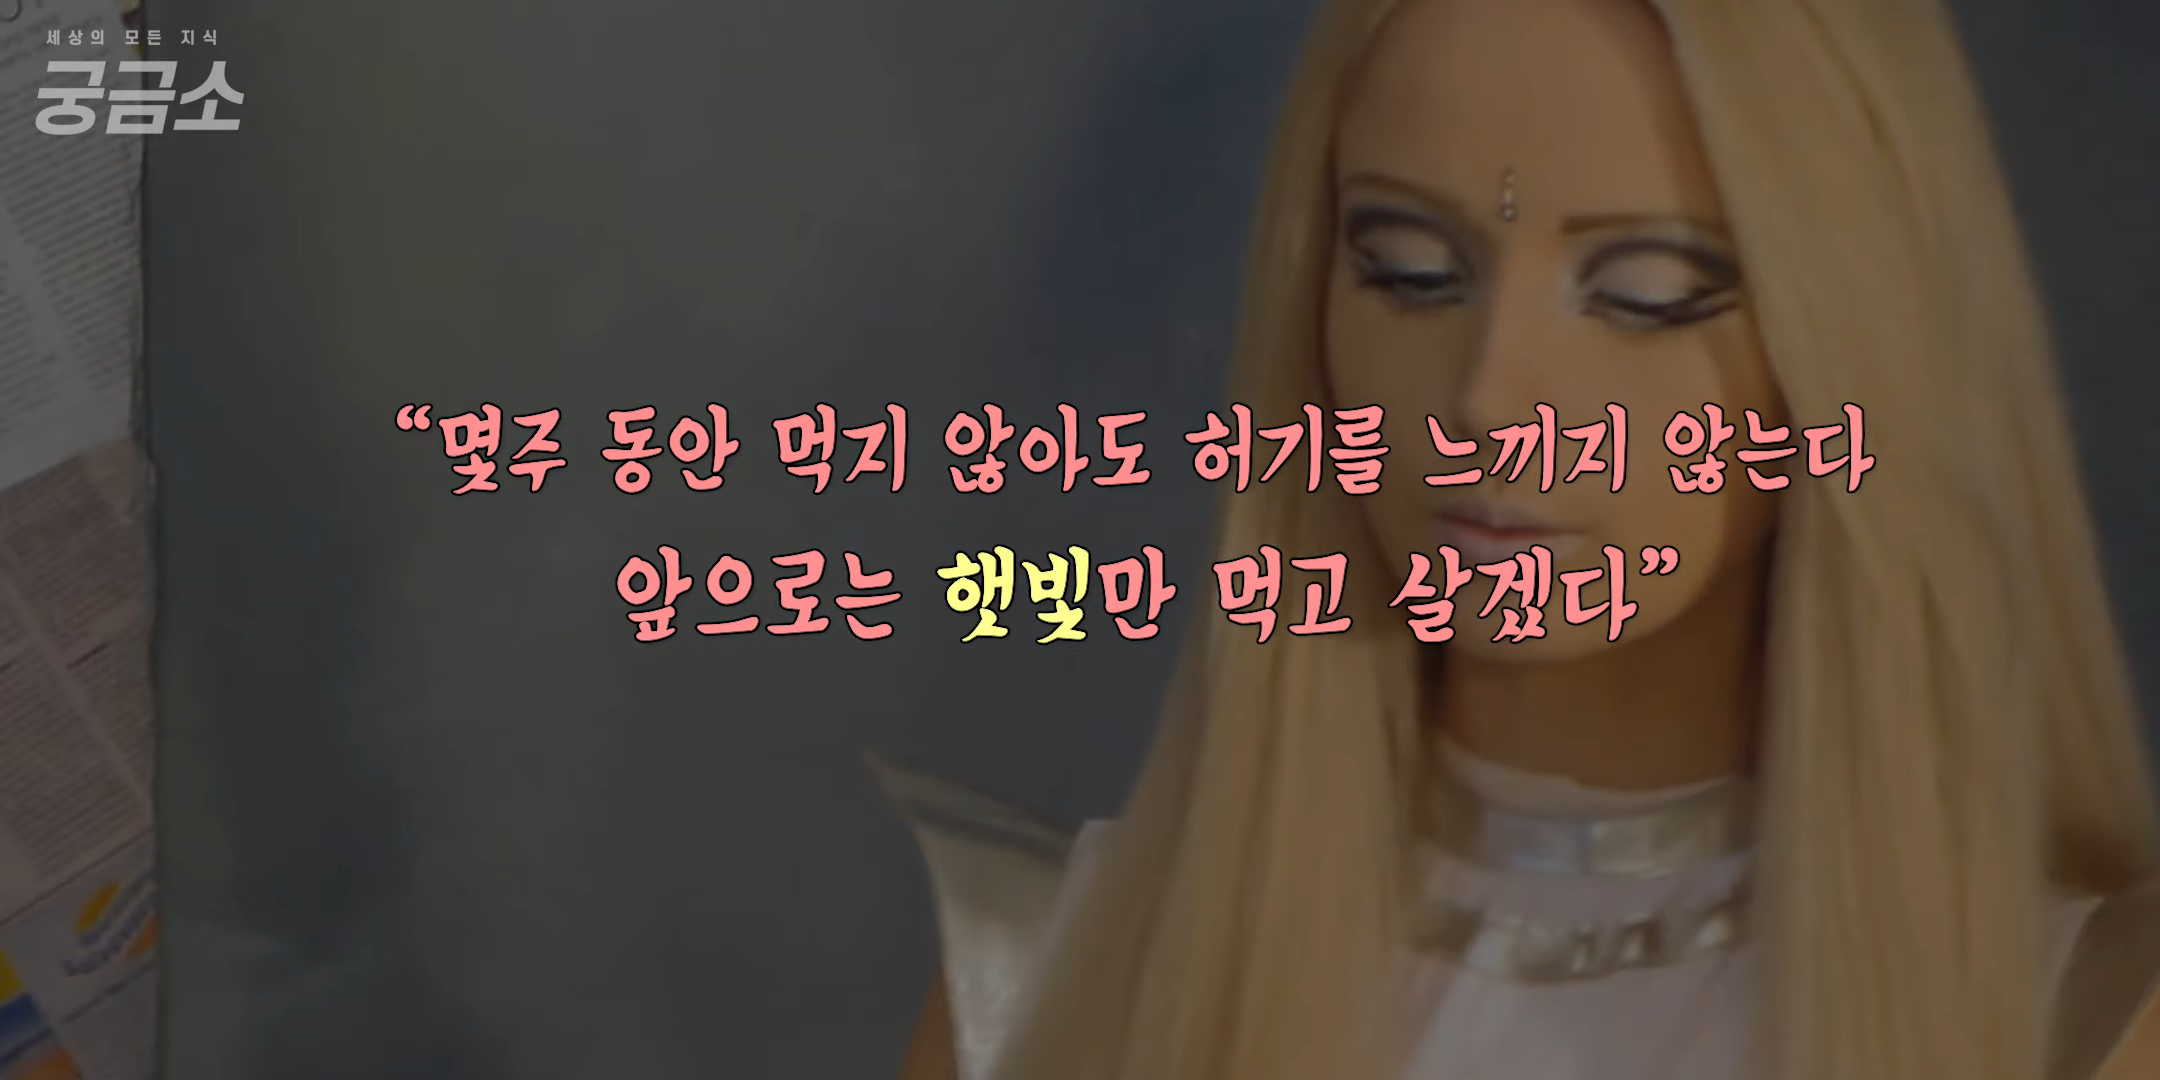 세상의 모든 지식
궁금소
“몇주 동안 먹지 않아도 허기를 느끼지 않는다
앞으로는 햇빛만 먹고 살겠다”